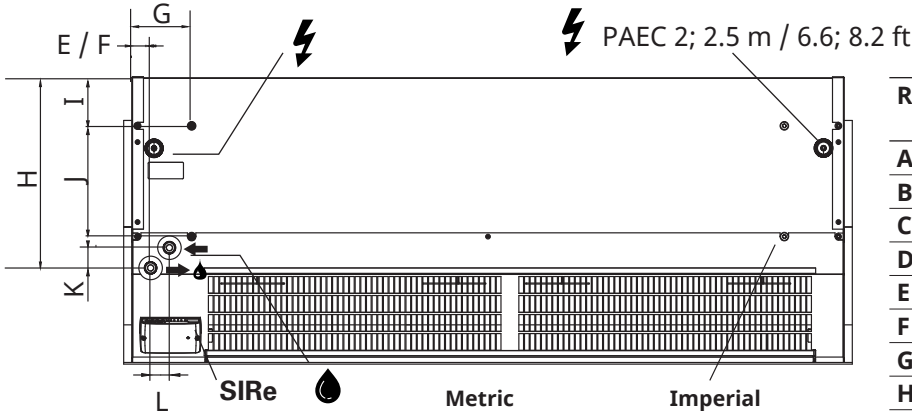 G
E / F
PAEC 2; 2.5 m / 6.6; 8.2 ft
I
H
J
K
L
SIRe
Metric
Imperial
R
A
B
C
D
E
F
G
H